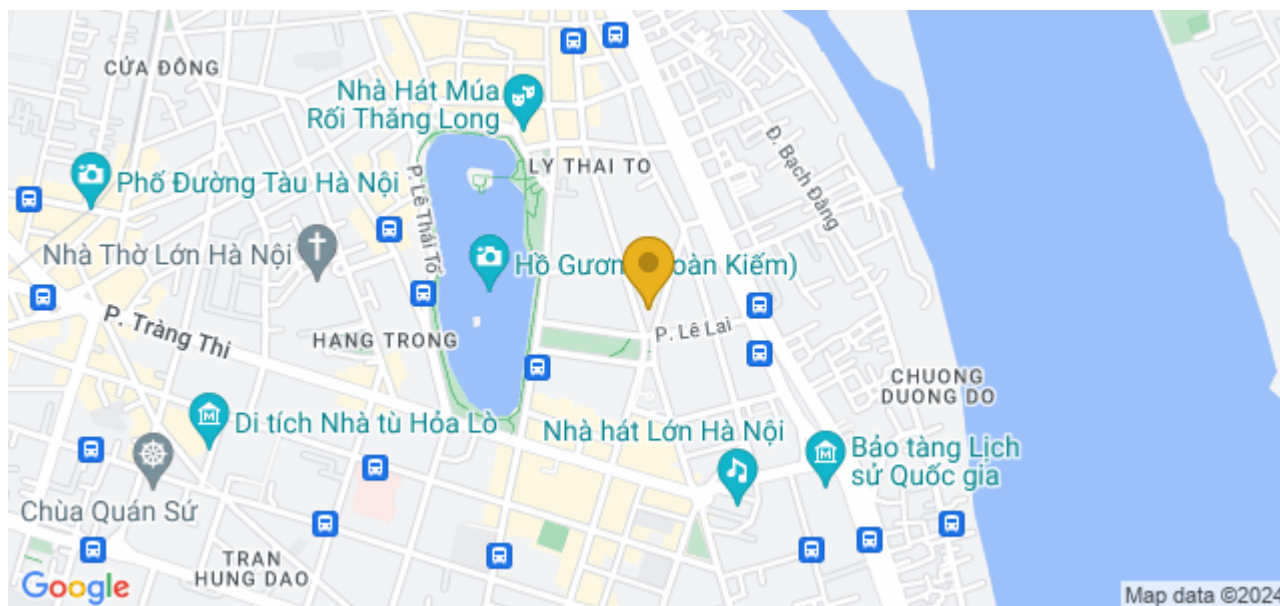 CỬA ĐÔNG
Nhà Hát Múa
Rối Thăng Long
Đ. Bạch Đằng
LY THAI TO
Phố Đường Tàu Hà Nội
P. Lê Thái Tổ
Nhà Thờ Lớn Hà Nội
Hồ Gươm
Kiếm)
P. Tràng Thi
HANG TRONG
P. Lê Lai
CHUONG
DUONG DO
Di tích Nhà tù Hỏa Lò
Nhà hát Lớn Hà Nội
Bảo tàng Lịch
sử Quốc gia
Chùa Quán Sứ
TRAN
HUNG DAO
Google
Map data ©2024